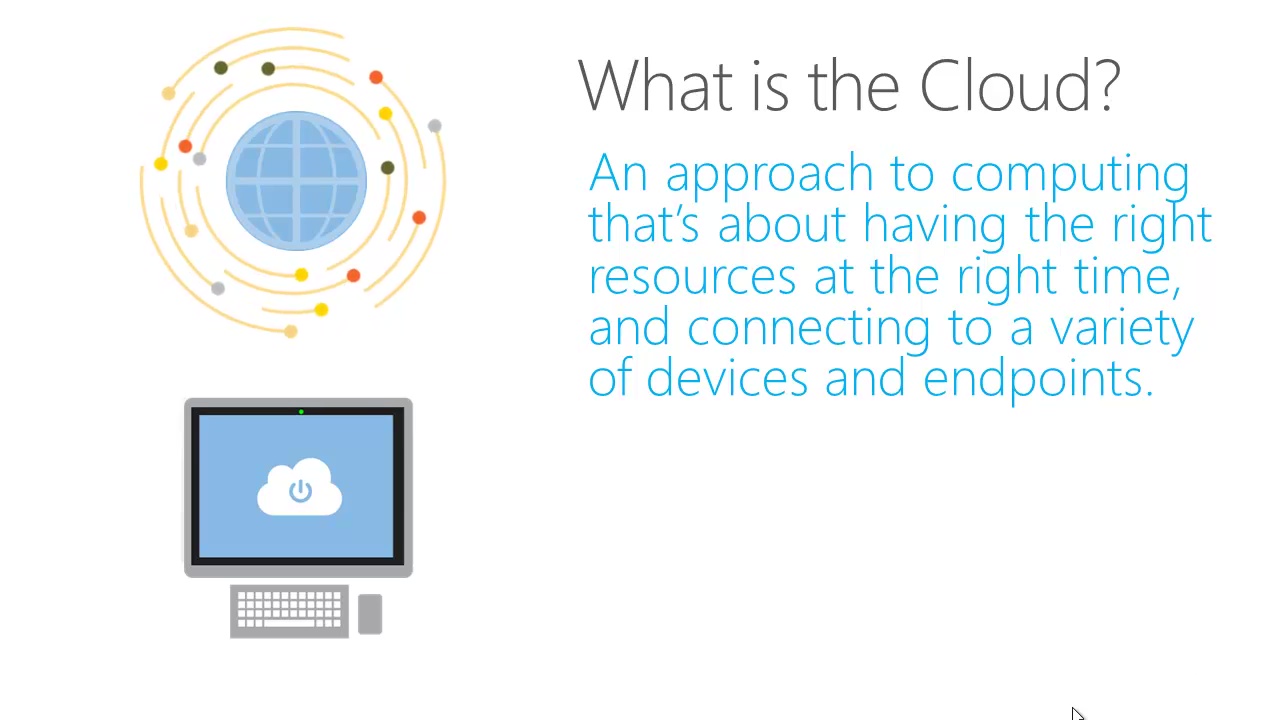 What is the Cloud?
An approach to computing
that's about having the right
resources at the right time,
and connecting to a variety
of devices and endpoints.